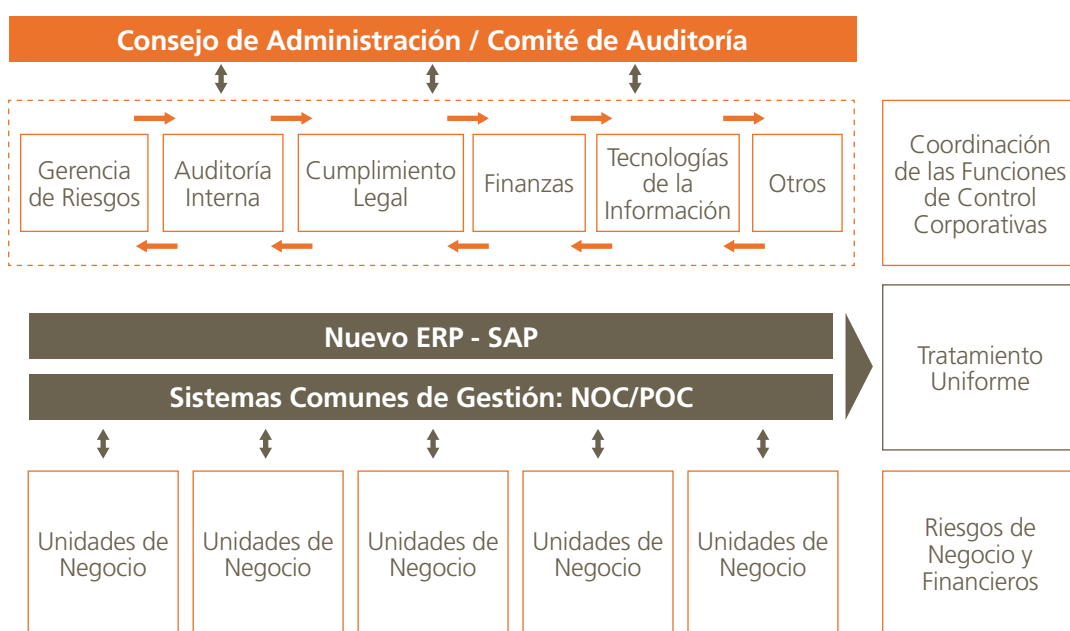 Consejo de Administración / Comité de Auditoría
Gerencia
de Riesgos
Auditoría
Interna
Cumplimiento
Legal
Finanzas
Tecnologías
de la
Información
Otros
Coordinación
de las Funciones
de Control
Corporativas
Nuevo ERP - SAP
Sistemas Comunes de Gestión: NOC/POC
Tratamiento
Uniforme
Unidades de
Negocio
Unidades de
Negocio
Unidades de
Negocio
Unidades de
Negocio
Unidades de
Negocio
Riesgos de
Negocio y
Financieros